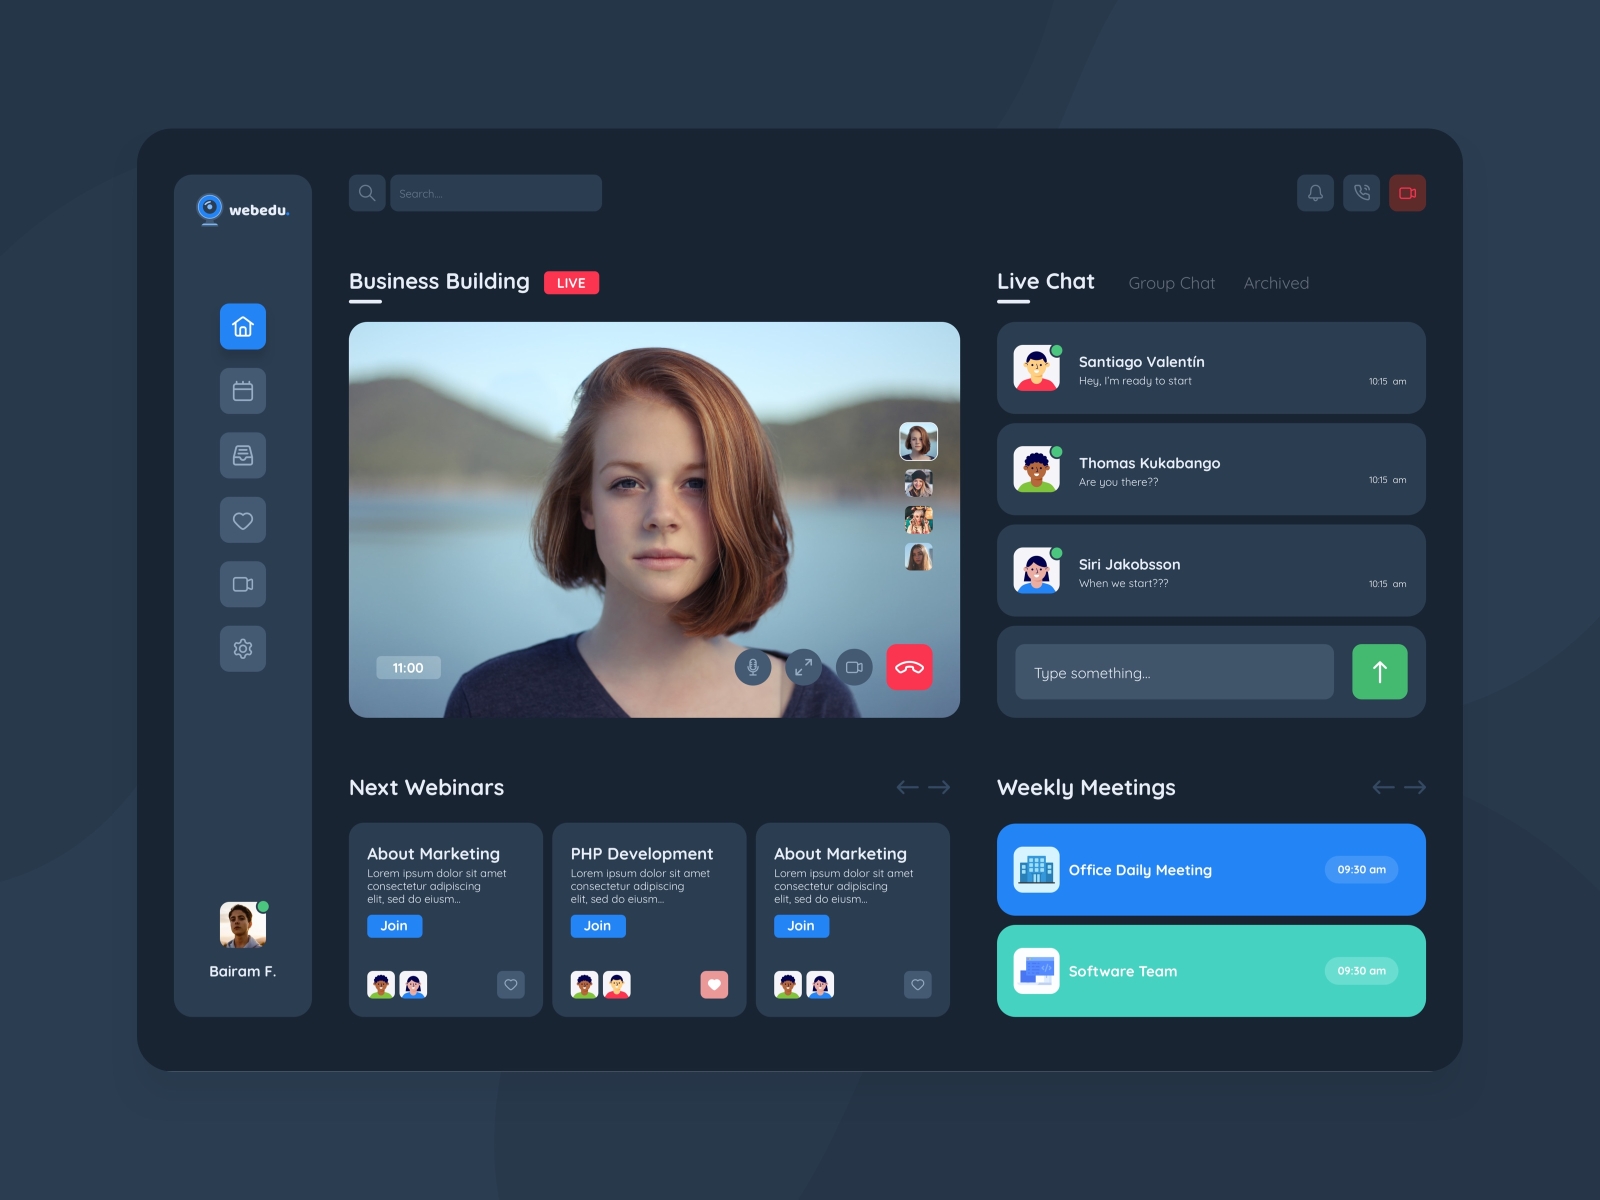 webedu.
Search...
Business Building
LIVE
11:00
Live Chat
Group Chat
Archived
Santiago Valentín
Hey, I'm ready to start
10:15 am
Thomas Kukabango
Are you there??
10:15 am
Siri Jakobsson
When we start???
10:15 am
Type something...
Next Webinars
About Marketing
Lorem ipsum dolor sit amet
consectetur adipiscing
elit, sed do eiusm...
Join
PHP Development
Lorem ipsum dolor sit amet
consectetur adipiscing
elit, sed do eiusm...
Join
About Marketing
Lorem ipsum dolor sit amet
consectetur adipiscing
elit, sed do eiusm...
Join
Weekly Meetings
Office Daily Meeting
09:30 am
Software Team
09:30 am
Bairam F.